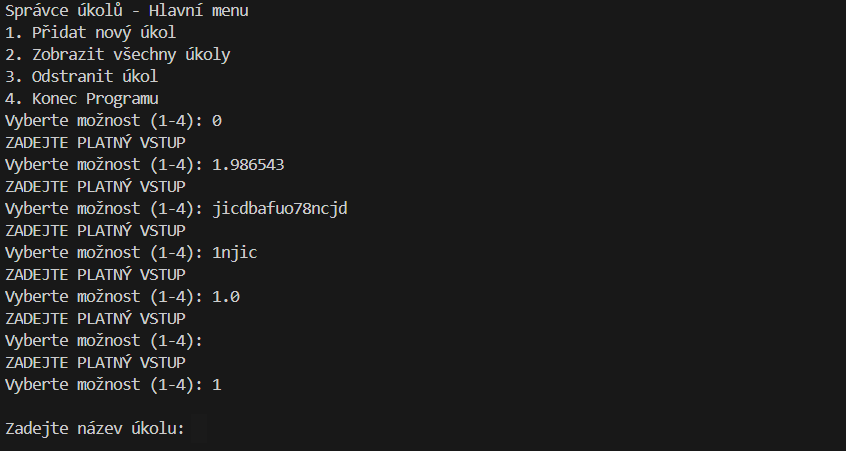 Správce úkolů - Hlavní menu
1. Přidat nový úkol
2. Zobrazit všechny úkoly
3. Odstranit úkol
4. Konec Programu
Vyberte možnost (1-4): 0
ZADEJTE PLATNÝ VSTUP
Vyberte možnost (1-4): 1.986543
ZADEJTE PLATNÝ VSTUP
Vyberte možnost (1-4): jicdbafuo78ncjd
ZADEJTE PLATNÝ VSTUP
Vyberte možnost (1-4): 1njic
ZADEJTE PLATNÝ VSTUP
Vyberte možnost (1-4): 1.0
ZADEJTE PLATNÝ VSTUP
Vyberte možnost (1-4):
ZADEJTE PLATNÝ VSTUP
Vyberte možnost (1-4): 1
Zadejte název úkolu: